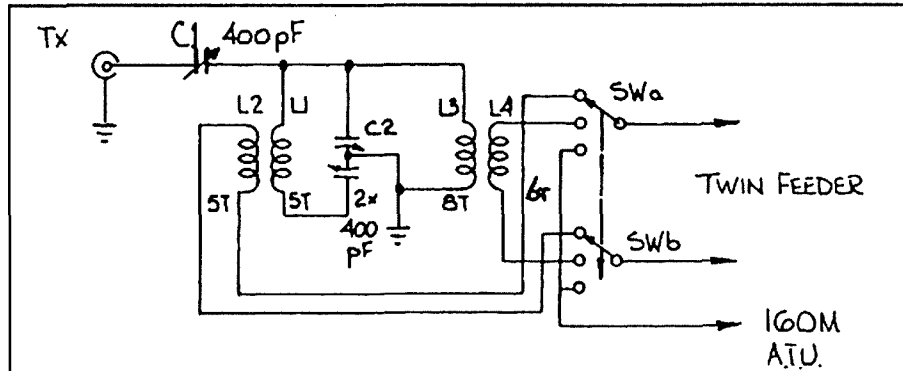 Tx
C1
400pF
L2
L1
C2
L3
L4
SWa
5T
5T
2x
400
pF
8T
6T
TWIN FEEDER
SWb
160M
A.T.U.